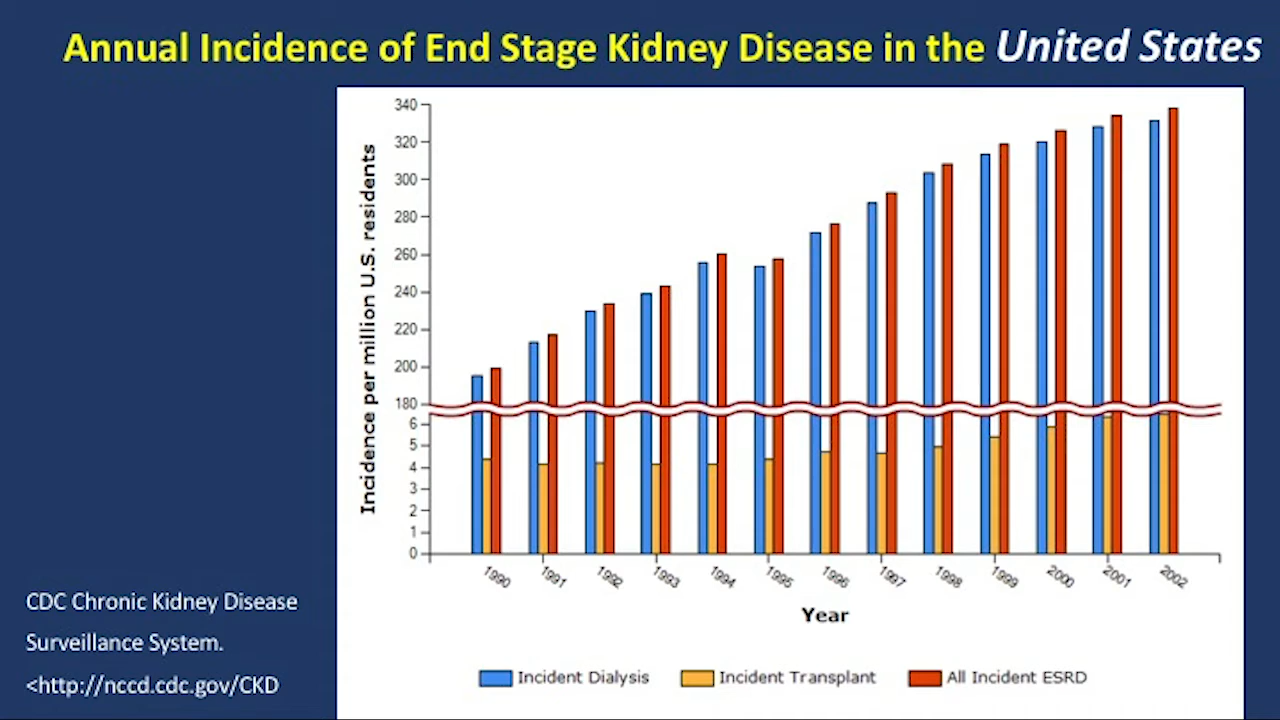 Annual Incidence of End Stage Kidney Disease in the United States
340
320
300
280
260
240
220
200
180
6
5
4
3
2
1
0
Incidence per million U.S. residents
1990 1991 1992 1993 1994 1995 1996 1997 1998 1999 2000 2001 2002
Year
Incident Dialysis Incident Transplant All Incident ESRD
CDC Chronic Kidney Disease
Surveillance System.
<http://nccd.cdc.gov/CKD